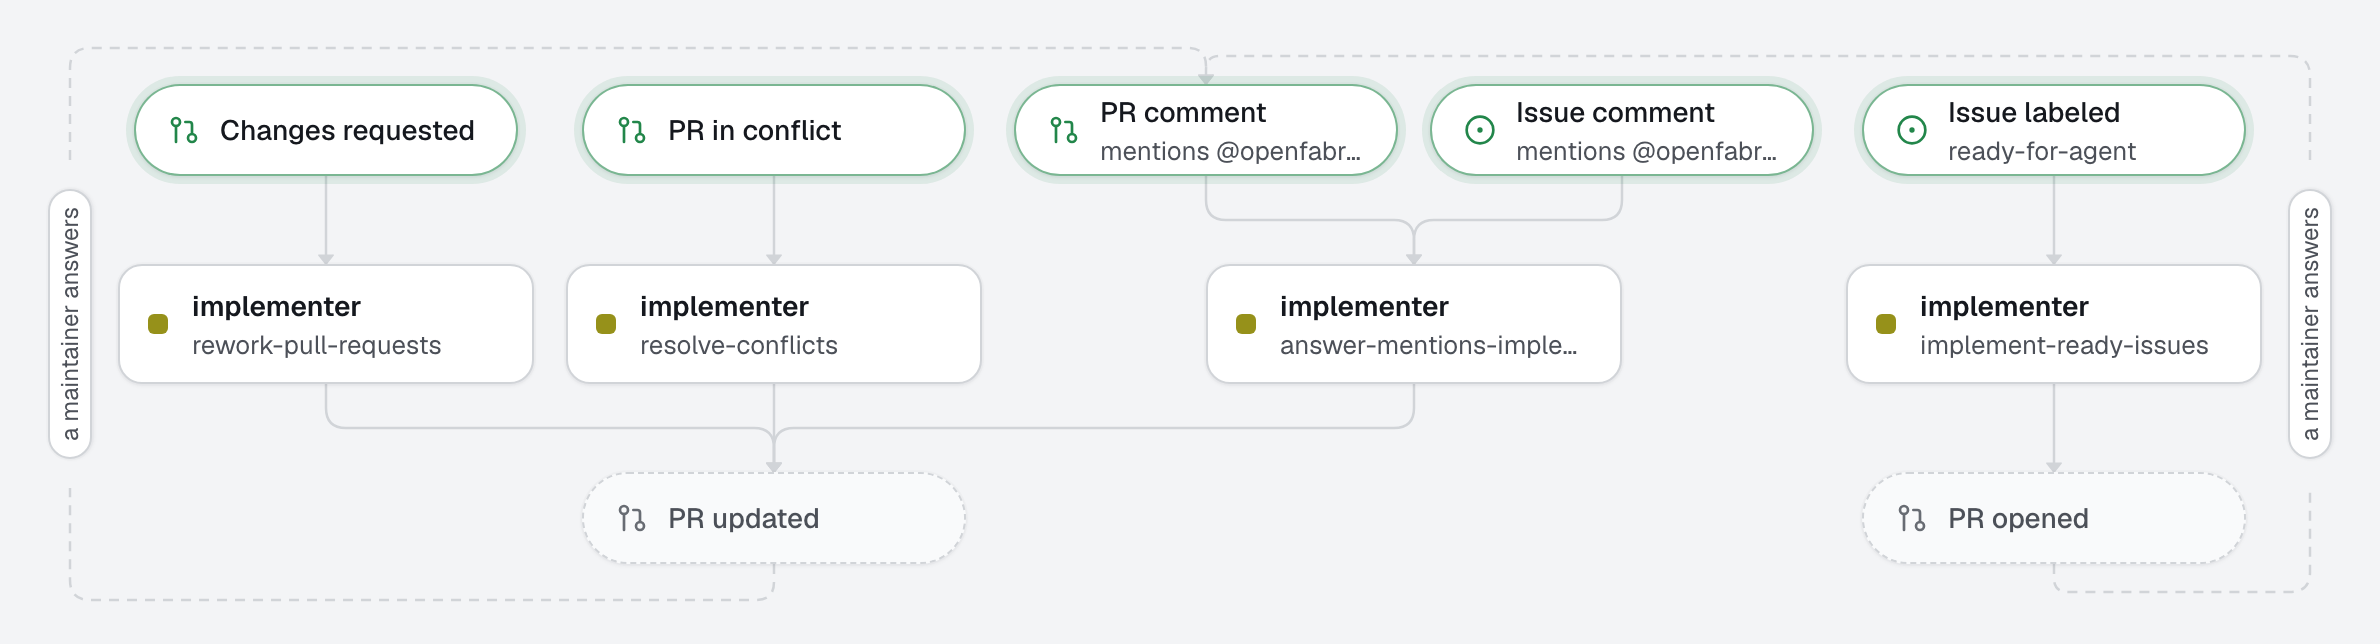 Changes requested
PR in conflict
PR comment
mentions @openfabr...
Issue comment
mentions @openfabr...
Issue labeled
ready-for-agent
a maintainer answers
implementer
rework-pull-requests
implementer
resolve-conflicts
implementer
answer-mentions-imple...
implementer
implement-ready-issues
a maintainer answers
PR updated
PR opened